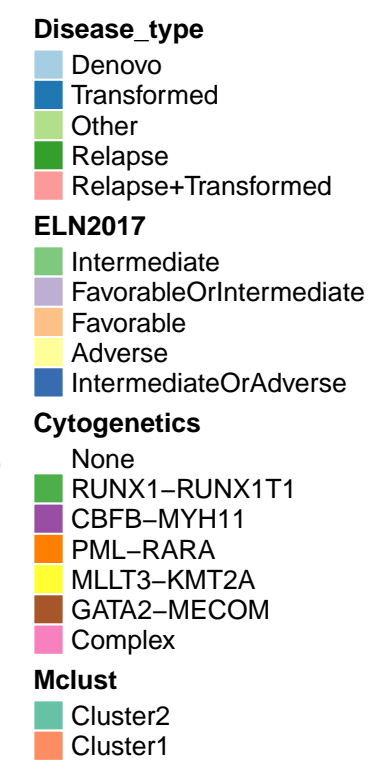 Disease_type
Denovo
Transformed
Other
Relapse
Relapse+Transformed
ELN2017
Intermediate
FavorableOrIntermediate
Favorable
Adverse
IntermediateOrAdverse
Cytogenetics
None
RUNX1−RUNX1T1
CBFB−MYH11
PML−RARA
MLLT3−KMT2A
GATA2−MECOM
Complex
Mclust
Cluster2
Cluster1